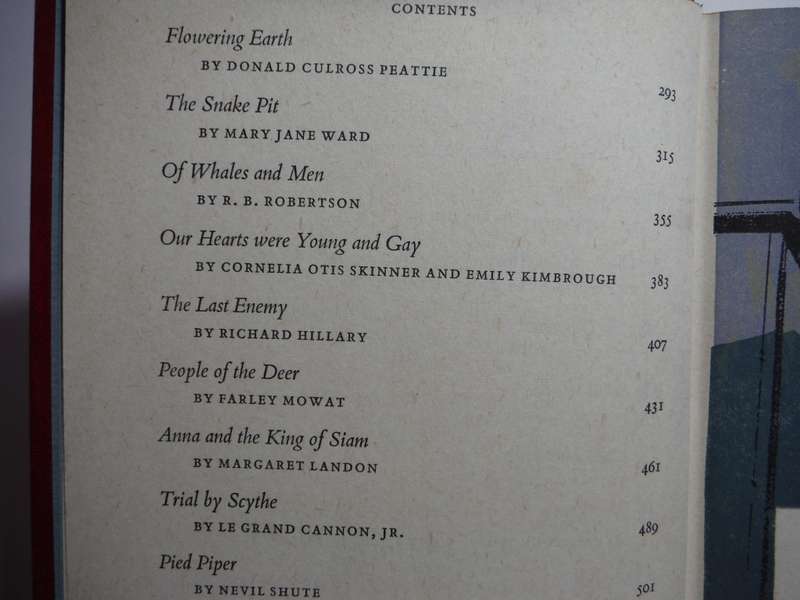 CONTENTS
Flowering Earth
BY DONALD CULROSS PEATTIE
293
The Snake Pit
BY MARY JANE WARD
315
Of Whales and Men
BY R. B. ROBERTSON
355
Our Hearts were Young and Gay
BY CORNELIA OTIS SKINNER AND EMILY KIMBROUGH
383
The Last Enemy
BY RICHARD HILLARY
407
People of the Deer
BY FARLEY MOWAT
431
Anna and the King of Siam
BY MARGARET LANDON
461
Trial by Scythe
BY LE GRAND CANNON, JR.
489
Pied Piper
BY NEVIL SHUTE
501